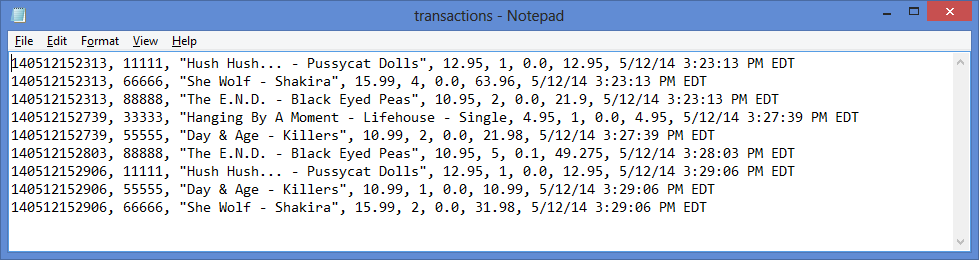 transactions - Notepad
File Edit Format View Help
140512152313, 11111, "Hush Hush... - Pussycat Dolls", 12.95, 1, 0.0, 12.95, 5/12/14 3:23:13 PM EDT
140512152313, 66666, "She Wolf - Shakira", 15.99, 4, 0.0, 63.96, 5/12/14 3:23:13 PM EDT
140512152313, 88888, "The E.N.D. - Black Eyed Peas", 10.95, 2, 0.0, 21.9, 5/12/14 3:23:13 PM EDT
140512152739, 33333, "Hanging By A Moment - Lifehouse - Single, 4.95, 1, 0.0, 4.95, 5/12/14 3:27:39 PM EDT
140512152739, 55555, "Day & Age - Killers", 10.99, 2, 0.0, 21.98, 5/12/14 3:27:39 PM EDT
140512152803, 88888, "The E.N.D. - Black Eyed Peas", 10.95, 5, 0.1, 49.275, 5/12/14 3:28:03 PM EDT
140512152906, 11111, "Hush Hush... - Pussycat Dolls", 12.95, 1, 0.0, 12.95, 5/12/14 3:29:06 PM EDT
140512152906, 55555, "Day & Age - Killers", 10.99, 1, 0.0, 10.99, 5/12/14 3:29:06 PM EDT
140512152906, 66666, "She Wolf - Shakira", 15.99, 2, 0.0, 31.98, 5/12/14 3:29:06 PM EDT